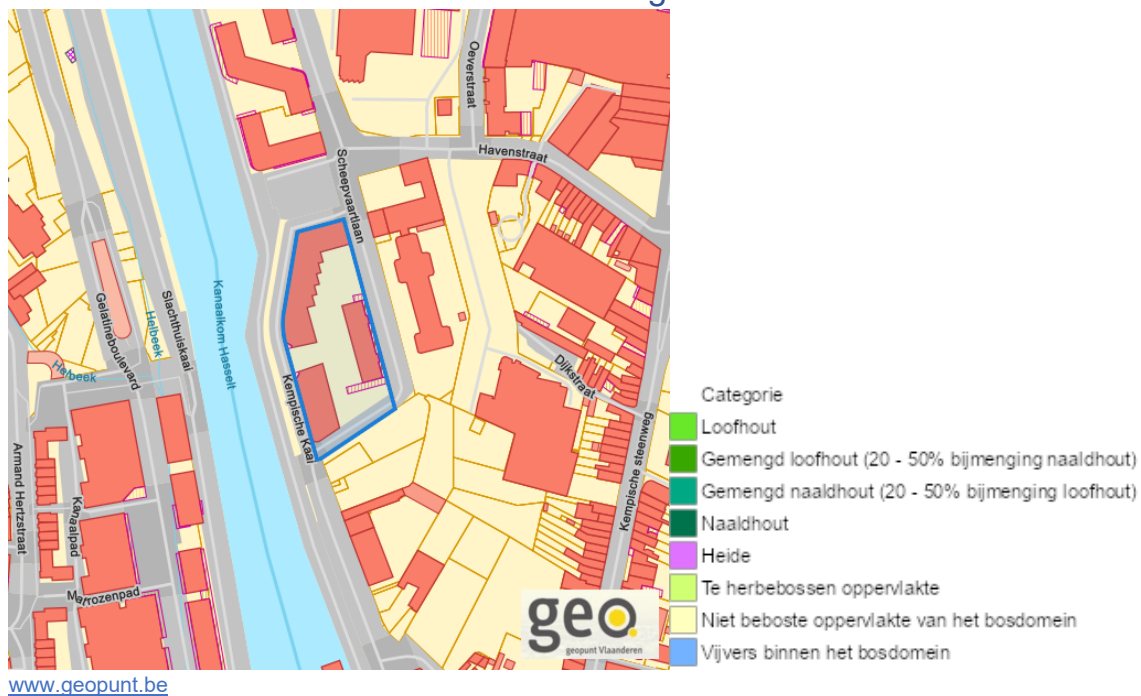 Oeverstraat
Havenstraat
Scheepvaartlaan
Kanaalkom Hasselt
Slachthuiskaai
Gelatineboulevard
Helbeek
Helbeek
Kempische Kaai
Dijkstraat
Kempische steenweg
Armand Hertzstraat
Kanaalpad
Matrozenpad
geo
geopunt Vlaanderen
Categorie
Loofhout
Gemengd loofhout (20 - 50% bijmenging naaldhout)
Gemengd naaldhout (20 - 50% bijmenging loofhout)
Naaldhout
Heide
Te herbebossen oppervlakte
Niet beboste oppervlakte van het bosdomein
Vijvers binnen het bosdomein
www.geopunt.be